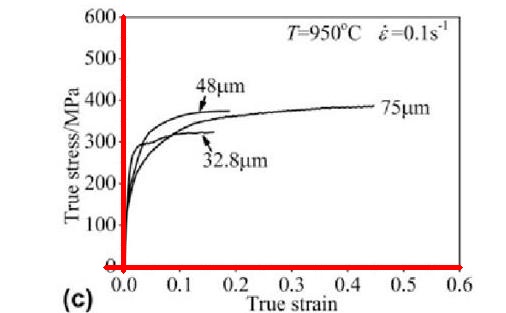 600
T=950°C ε̇=0.1s⁻¹
500
48μm
400
75μm
300
32.8μm
200
100
0
True stress/MPa
0.0 0.1 0.2 0.3 0.4 0.5 0.6
True strain
(c)